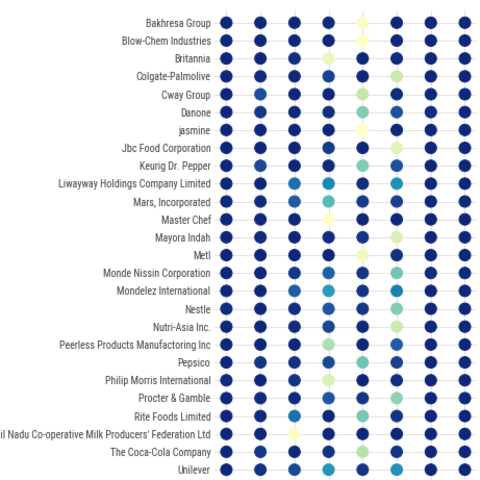 Bakhresa Group
Blow-Chem Industries
Britannia
Colgate-Palmolive
Cway Group
Danone
jasmine
Jbc Food Corporation
Keurig Dr. Pepper
Liwayway Holdings Company Limited
Mars, Incorporated
Master Chef
Mayora Indah
Metl
Monde Nissin Corporation
Mondelez International
Nestle
Nutri-Asia Inc.
Peerless Products Manufacturing Inc
Pepsico
Philip Morris International
Procter & Gamble
Rite Foods Limited
il Nadu Co-operative Milk Producers' Federation Ltd
The Coca-Cola Company
Unilever